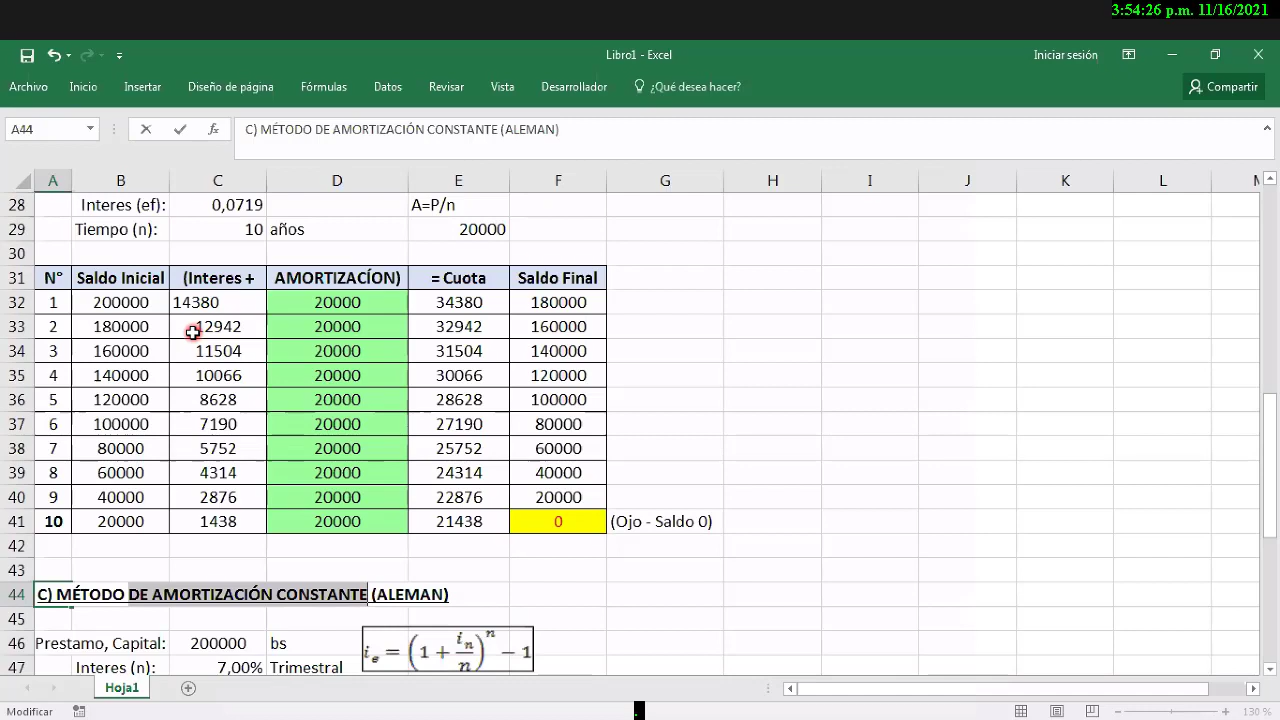 3:54:26 p.m. 11/16/2021
Libro1 - Excel
Iniciar sesión
Archivo Inicio Insertar Diseño de página Fórmulas Datos Revisar Vista Desarrollador ¿Qué desea hacer? Compartir
A44 fx C) MÉTODO DE AMORTIZACIÓN CONSTANTE (ALEMAN)
A B C D E F G H I J K L M
28 Interes (ef): 0,0719 A=P/n
29 Tiempo (n): 10 años 20000
30
31 N° Saldo Inicial (Interes + AMORTIZACÍON) = Cuota Saldo Final
32 1 200000 14380 20000 34380 180000
33 2 180000 12942 20000 32942 160000
34 3 160000 11504 20000 31504 140000
35 4 140000 10066 20000 30066 120000
36 5 120000 8628 20000 28628 100000
37 6 100000 7190 20000 27190 80000
38 7 80000 5752 20000 25752 60000
39 8 60000 4314 20000 24314 40000
40 9 40000 2876 20000 22876 20000
41 10 20000 1438 20000 21438 0 (Ojo - Saldo 0)
42
43
44 C) MÉTODO DE AMORTIZACIÓN CONSTANTE (ALEMAN)
45
46 Prestamo, Capital: 200000 bs i_e = (1 + i_n/n)^n − 1
47 Interes (n): 7,00% Trimestral
Hoja1
Modificar
130 %